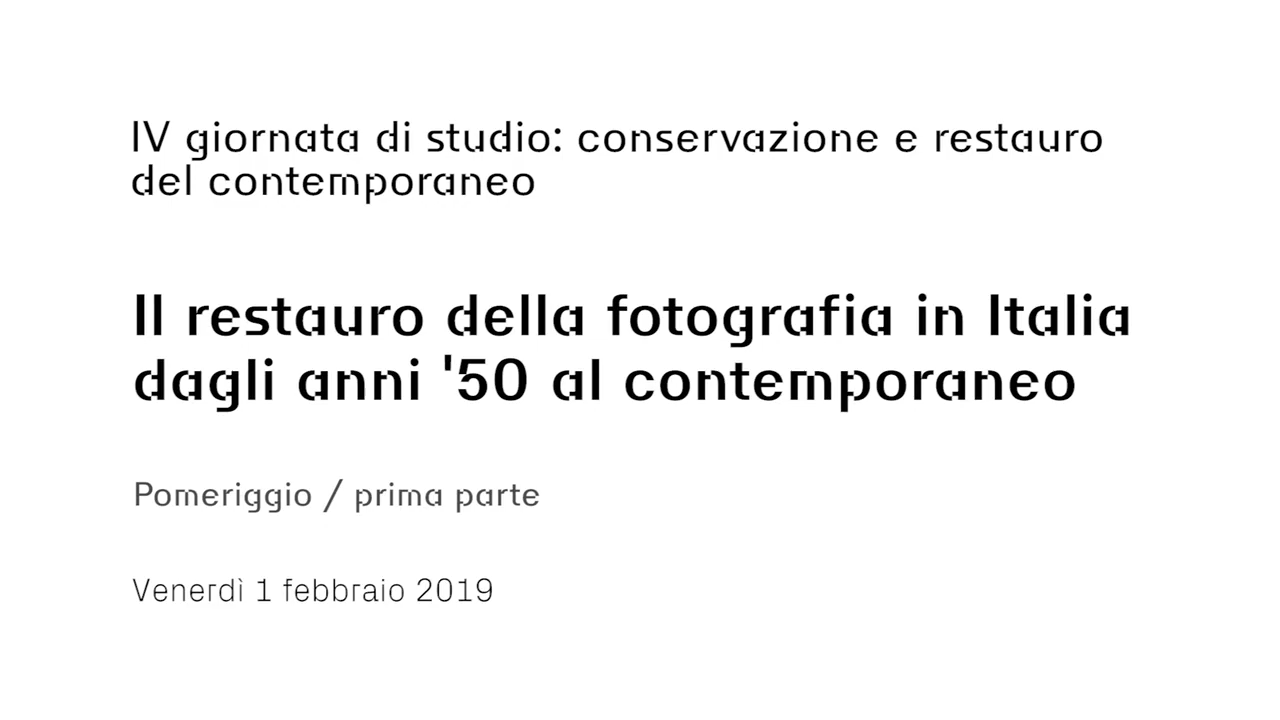 IV giornata di studio: conservazione e restauro
del contemporaneo
Il restauro della fotografia in Italia
dagli anni '50 al contemporaneo
Pomeriggio / prima parte
Venerdì 1 febbraio 2019